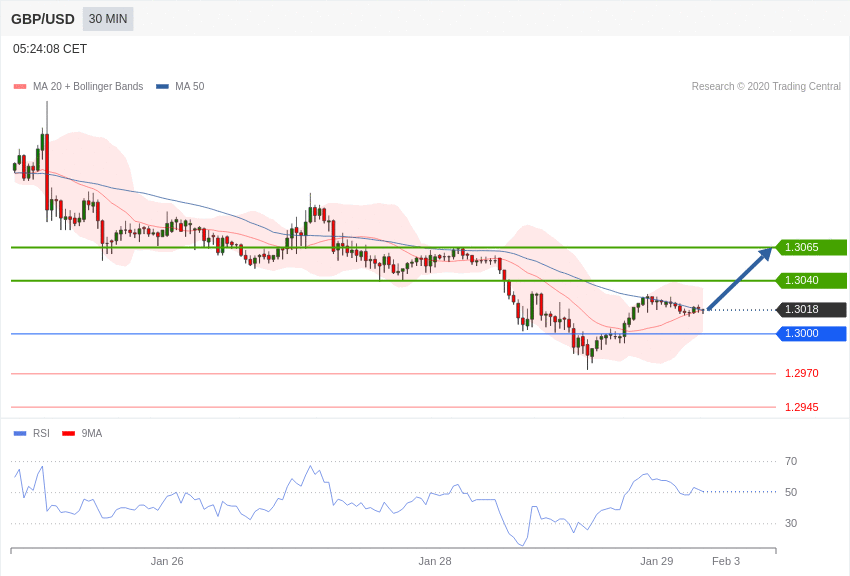 GBP/USD 30 MIN
05:24:08 CET
MA 20 + Bollinger Bands MA 50 Research © 2020 Trading Central
1.3065
1.3040
1.3018
1.3000
1.2970
1.2945
RSI 9MA
70
50
30
Jan 26 Jan 28 Jan 29 Feb 3